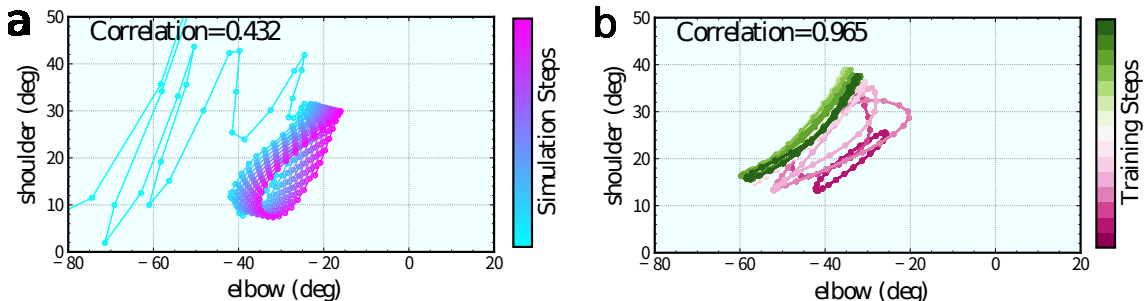 a
Correlation=0.432
50
40
30
20
10
0
shoulder (deg)
−80
−60
−40
−20
0
20
elbow (deg)
Simulation Steps
b
Correlation=0.965
50
40
30
20
10
0
shoulder (deg)
−80
−60
−40
−20
0
20
elbow (deg)
Training Steps